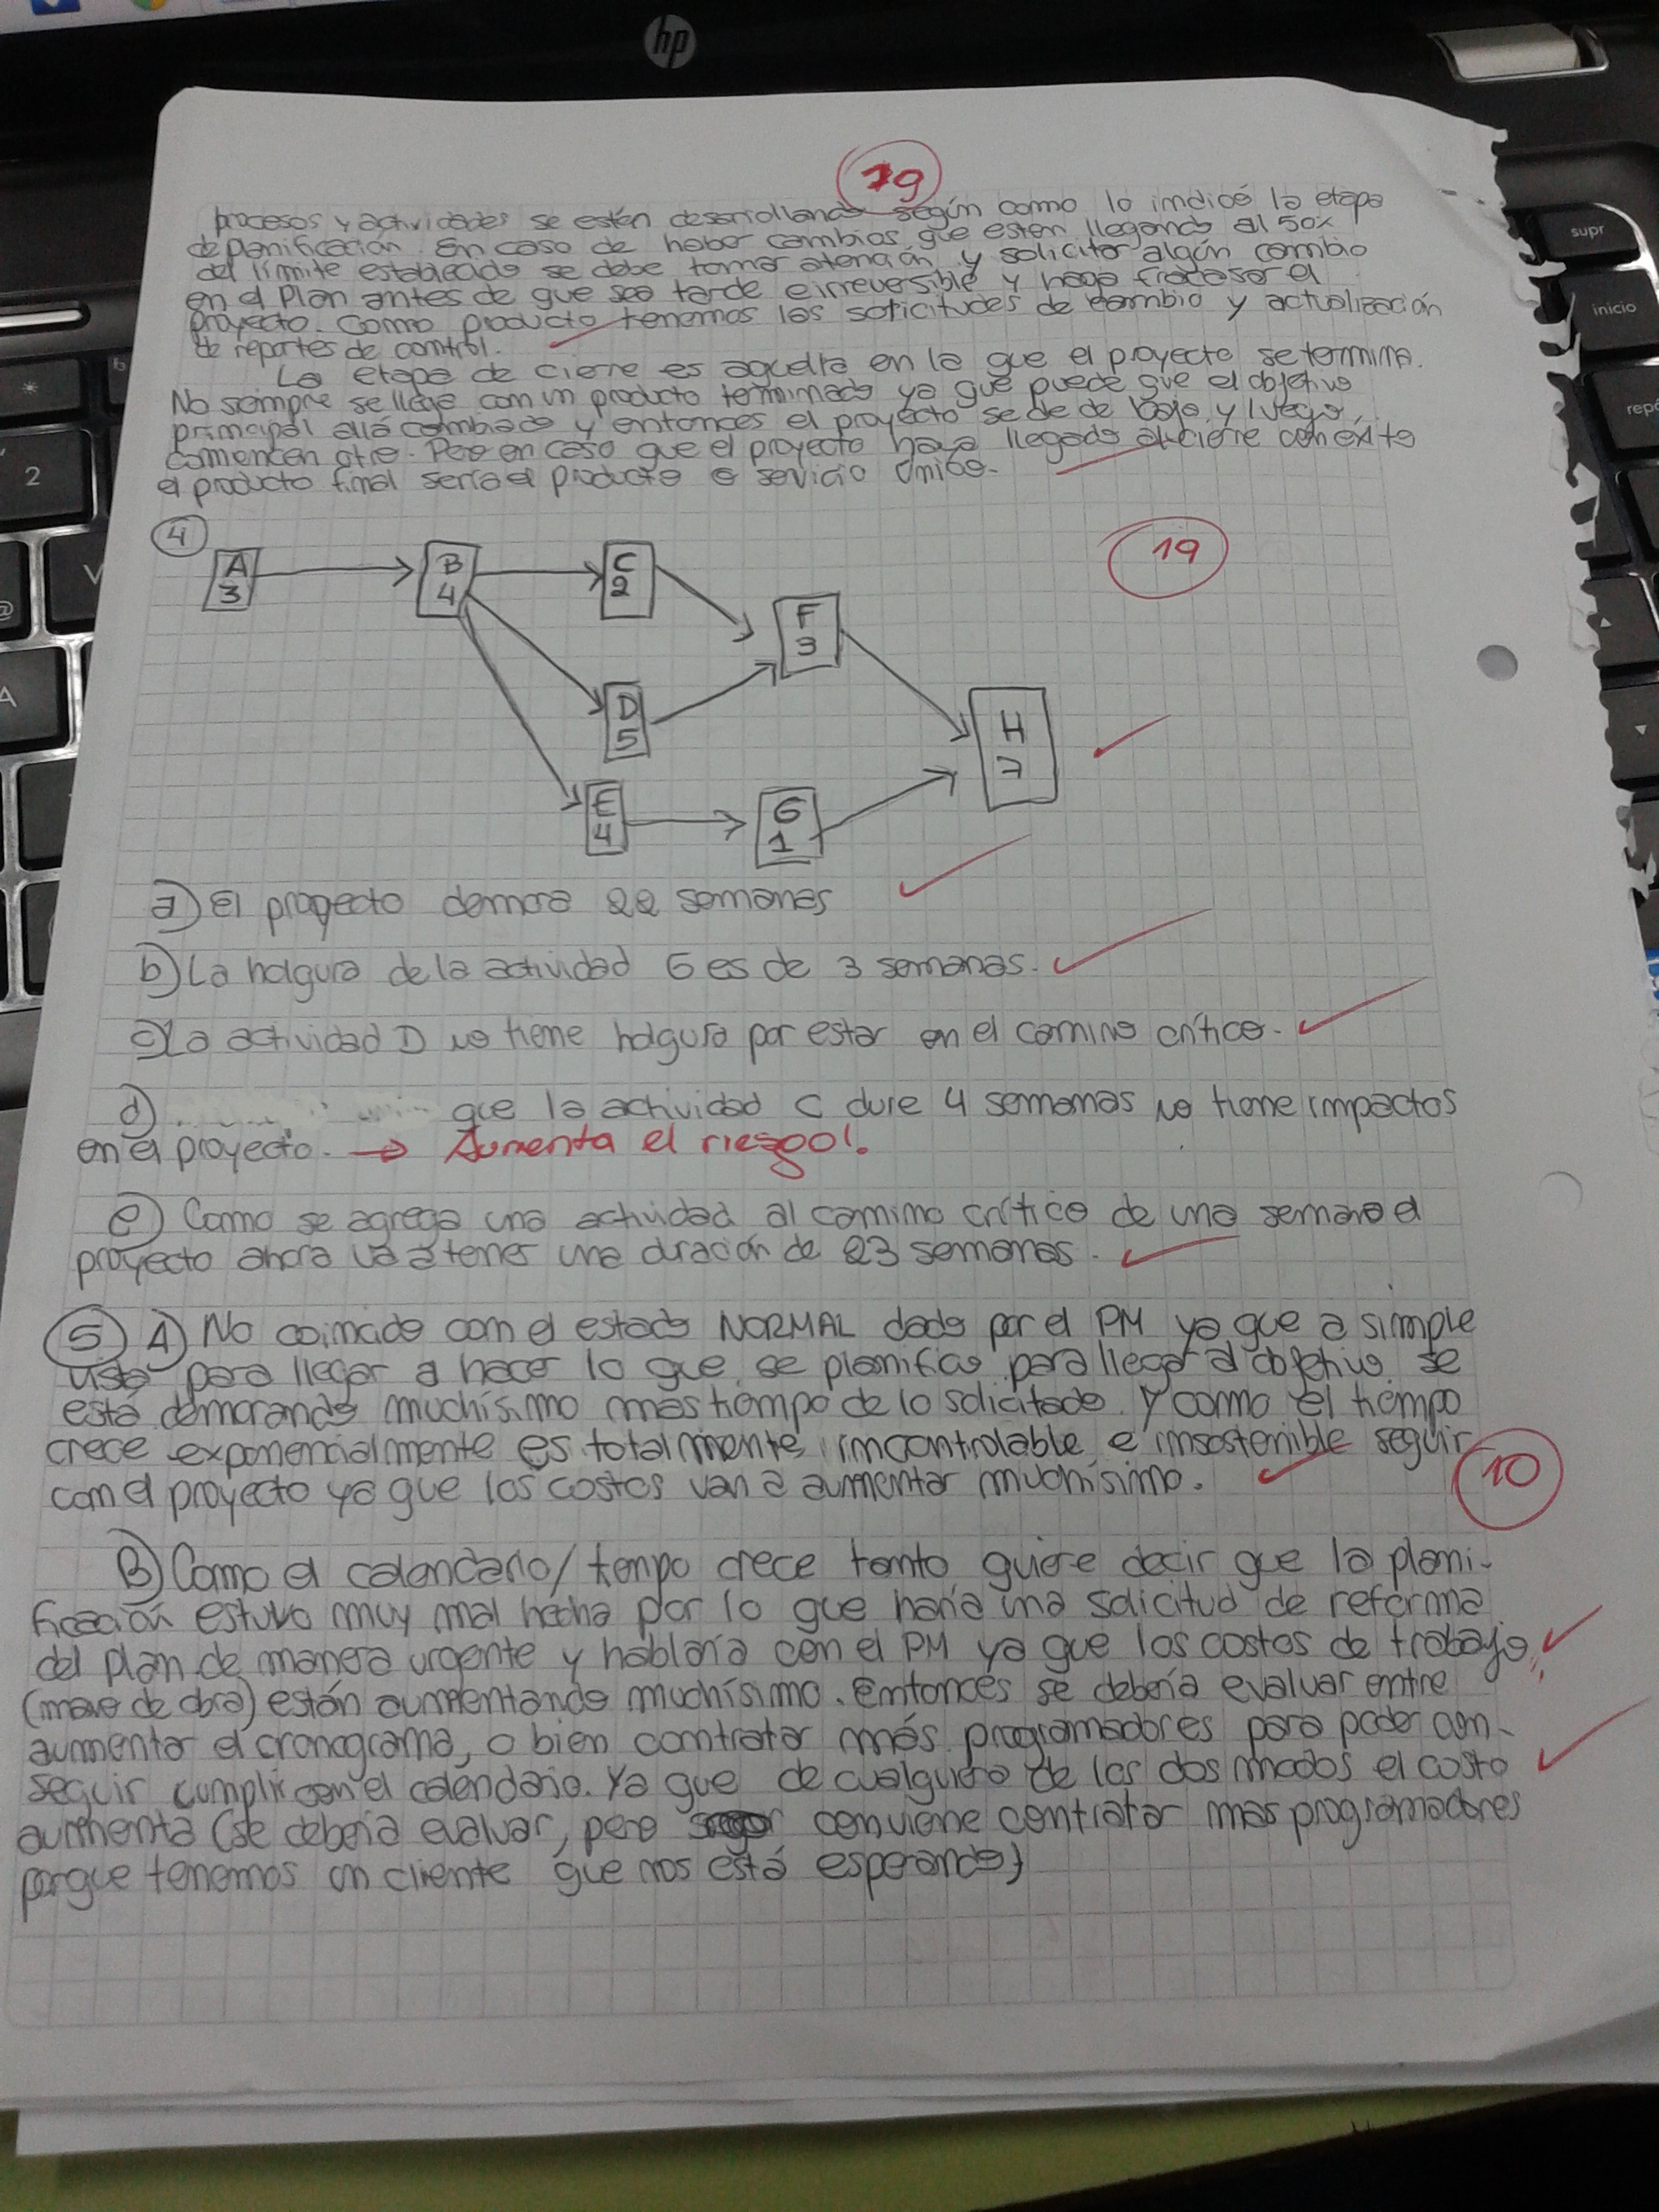 hp
19
procesos y actividades se estén desarrollando según como lo indicó la etapa
de planificación. En caso de haber cambios que esten llegando al 50%
del límite establecido se debe tomar atención y solicitar algún cambio
en el Plan antes de que sea tarde e irreversible y haga fracasar el
proyecto. Como producto tenemos las solicitudes de cambio y actualización
de reportes de control.
La etapa de cierre es aquella en la que el proyecto se termina.
No siempre se llega con un producto terminado ya que puede que el objetivo
principal allá cambiado y entonces el proyecto se de de baja y luego
comiencen otro. Pero en caso que el proyecto haya llegado al cierre con éxito
el producto final sería el producto o servicio único.
4
19
A
3
B
4
C
2
F
3
D
5
H
7
E
4
G
1
a) El proyecto demora 22 semanas
b) La holgura de la actividad G es de 3 semanas.
c) La actividad D no tiene holgura por estar en el camino crítico.
d) que la actividad C dure 4 semanas no tiene impactos
en el proyecto. → Aumenta el riesgo!.
e) Como se agrega una actividad al camino crítico de una semana el
proyecto ahora va a tener una duración de 23 semanas.
5 A) No coincide con el estado NORMAL dado por el PM ya que a simple
vista para llegar a hacer lo que se planifico para llegar al objetivo se
está demorando muchísimo mas tiempo de lo solicitado. Y como el tiempo
crece exponencialmente es totalmente incontrolable e insostenible seguir
con el proyecto ya que los costos van a aumentar muchísimo.
10
B) Como el calendario/tiempo crece tanto quiere decir que la plani-
ficación estuvo muy mal hecha por lo que haría una solicitud de reforma
del plan de manera urgente y hablaría con el PM ya que los costos de trabajo
(mano de obra) están aumentando muchísimo. Entonces se debería evaluar entre
aumentar el cronograma, o bien contratar más programadores para poder con-
seguir cumplir con el calendario. Ya que de cualquiera de los dos modos el costo
aumenta (se debería evaluar, pero conviene contratar mas programadores
porque tenemos un cliente que nos está esperando)
supr
inicio
repá
2
A
V
@
*
b